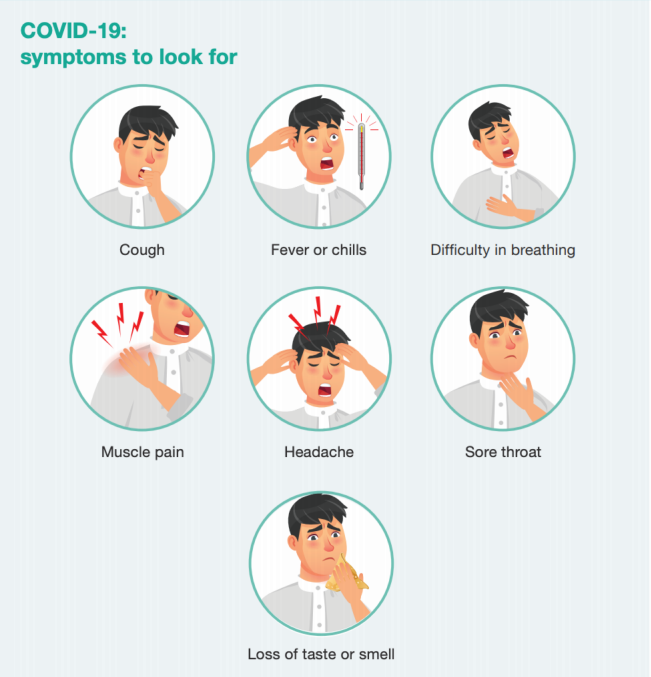 COVID-19:
symptoms to look for
Cough
Fever or chills
Difficulty in breathing
Muscle pain
Headache
Sore throat
Loss of taste or smell